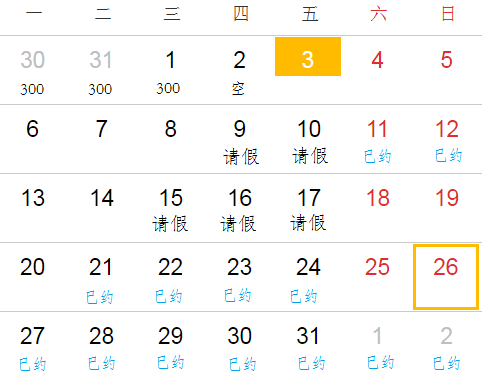 一 二 三 四 五 六 日
30 31 1 2 3 4 5
300 300 300 空
6 7 8 9 10 11 12
请假 请假 已约 已约
13 14 15 16 17 18 19
请假 请假 请假
20 21 22 23 24 25 26
已约 已约 已约 已约
27 28 29 30 31 1 2
已约 已约 已约 已约 已约 已约 已约